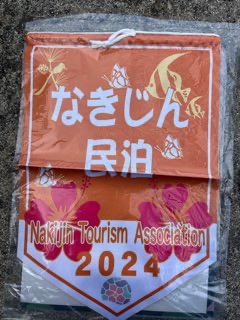 なきじん
民泊
Nakijin Tourism Association
2024